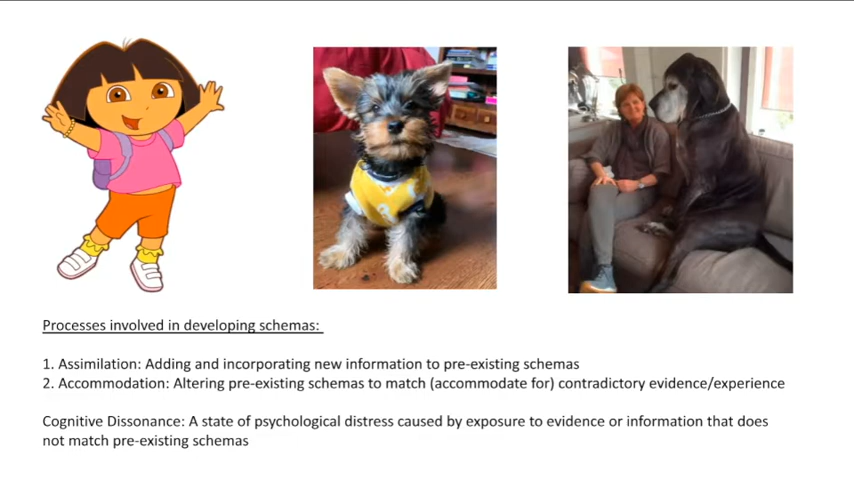 Processes involved in developing schemas:
1. Assimilation: Adding and incorporating new information to pre-existing schemas
2. Accommodation: Altering pre-existing schemas to match (accommodate for) contradictory evidence/experience
Cognitive Dissonance: A state of psychological distress caused by exposure to evidence or information that does
not match pre-existing schemas